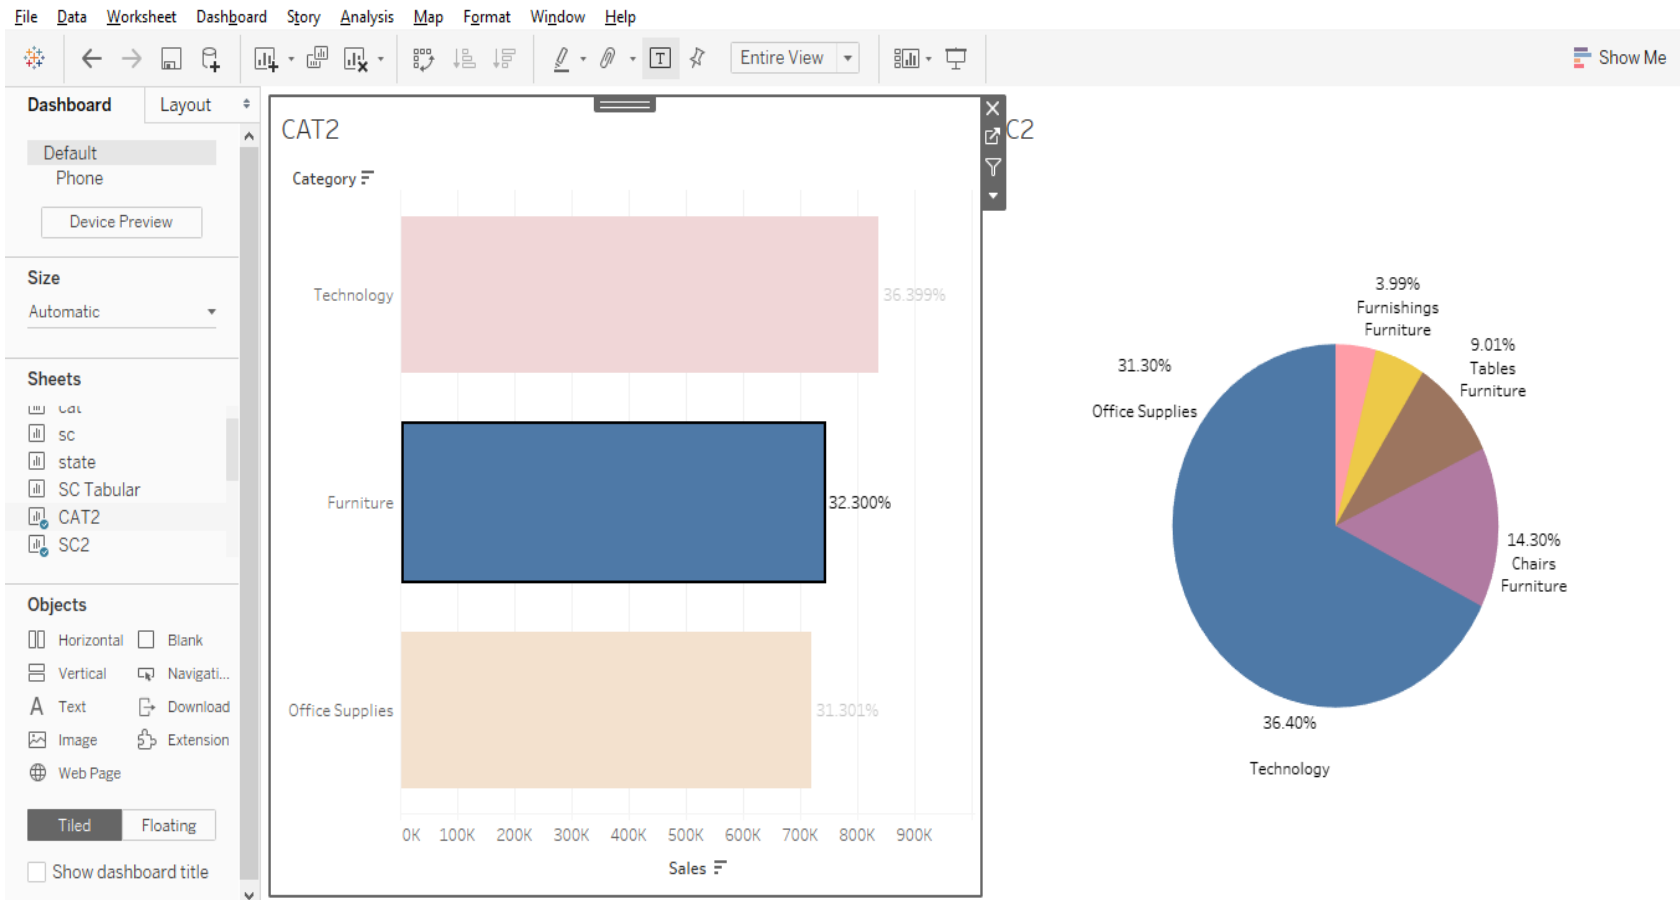 File Data Worksheet Dashboard Story Analysis Map Format Window Help
T Entire View Show Me
Dashboard Layout
Default
Phone
Device Preview
Size
Automatic
Sheets
cat
sc
state
SC Tabular
CAT2
SC2
Objects
Horizontal Blank
Vertical Navigati...
A Text Download
Image Extension
Web Page
Tiled Floating
Show dashboard title
CAT2
Category
Technology 36.399%
Furniture 32.300%
Office Supplies 31.301%
0K 100K 200K 300K 400K 500K 600K 700K 800K 900K
Sales
C2
3.99%
Furnishings
Furniture
9.01%
Tables
Furniture
31.30%
Office Supplies
14.30%
Chairs
Furniture
36.40%
Technology